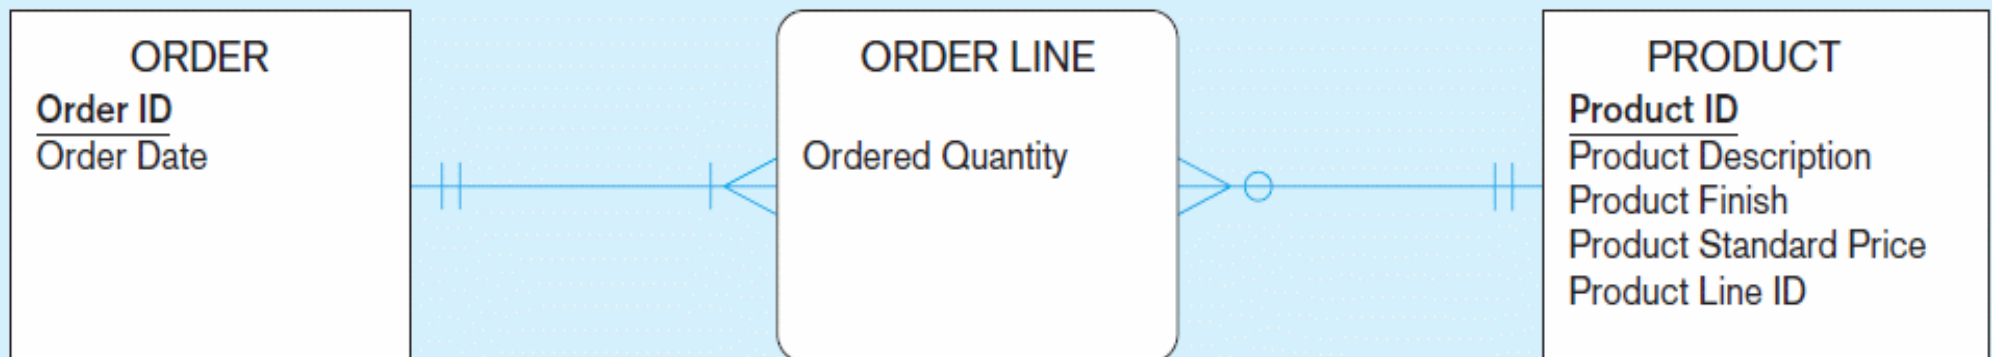 ORDER
Order ID
Order Date
ORDER LINE
Ordered Quantity
PRODUCT
Product ID
Product Description
Product Finish
Product Standard Price
Product Line ID